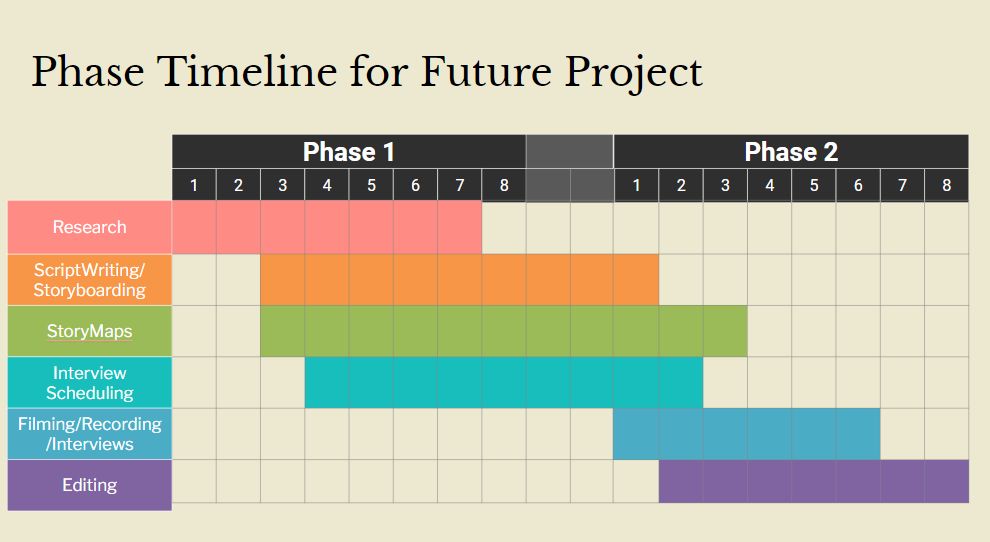 Phase Timeline for Future Project
Phase 1 Phase 2
1 2 3 4 5 6 7 8 1 2 3 4 5 6 7 8
Research
ScriptWriting/
Storyboarding
StoryMaps
Interview
Scheduling
Filming/Recording
/Interviews
Editing